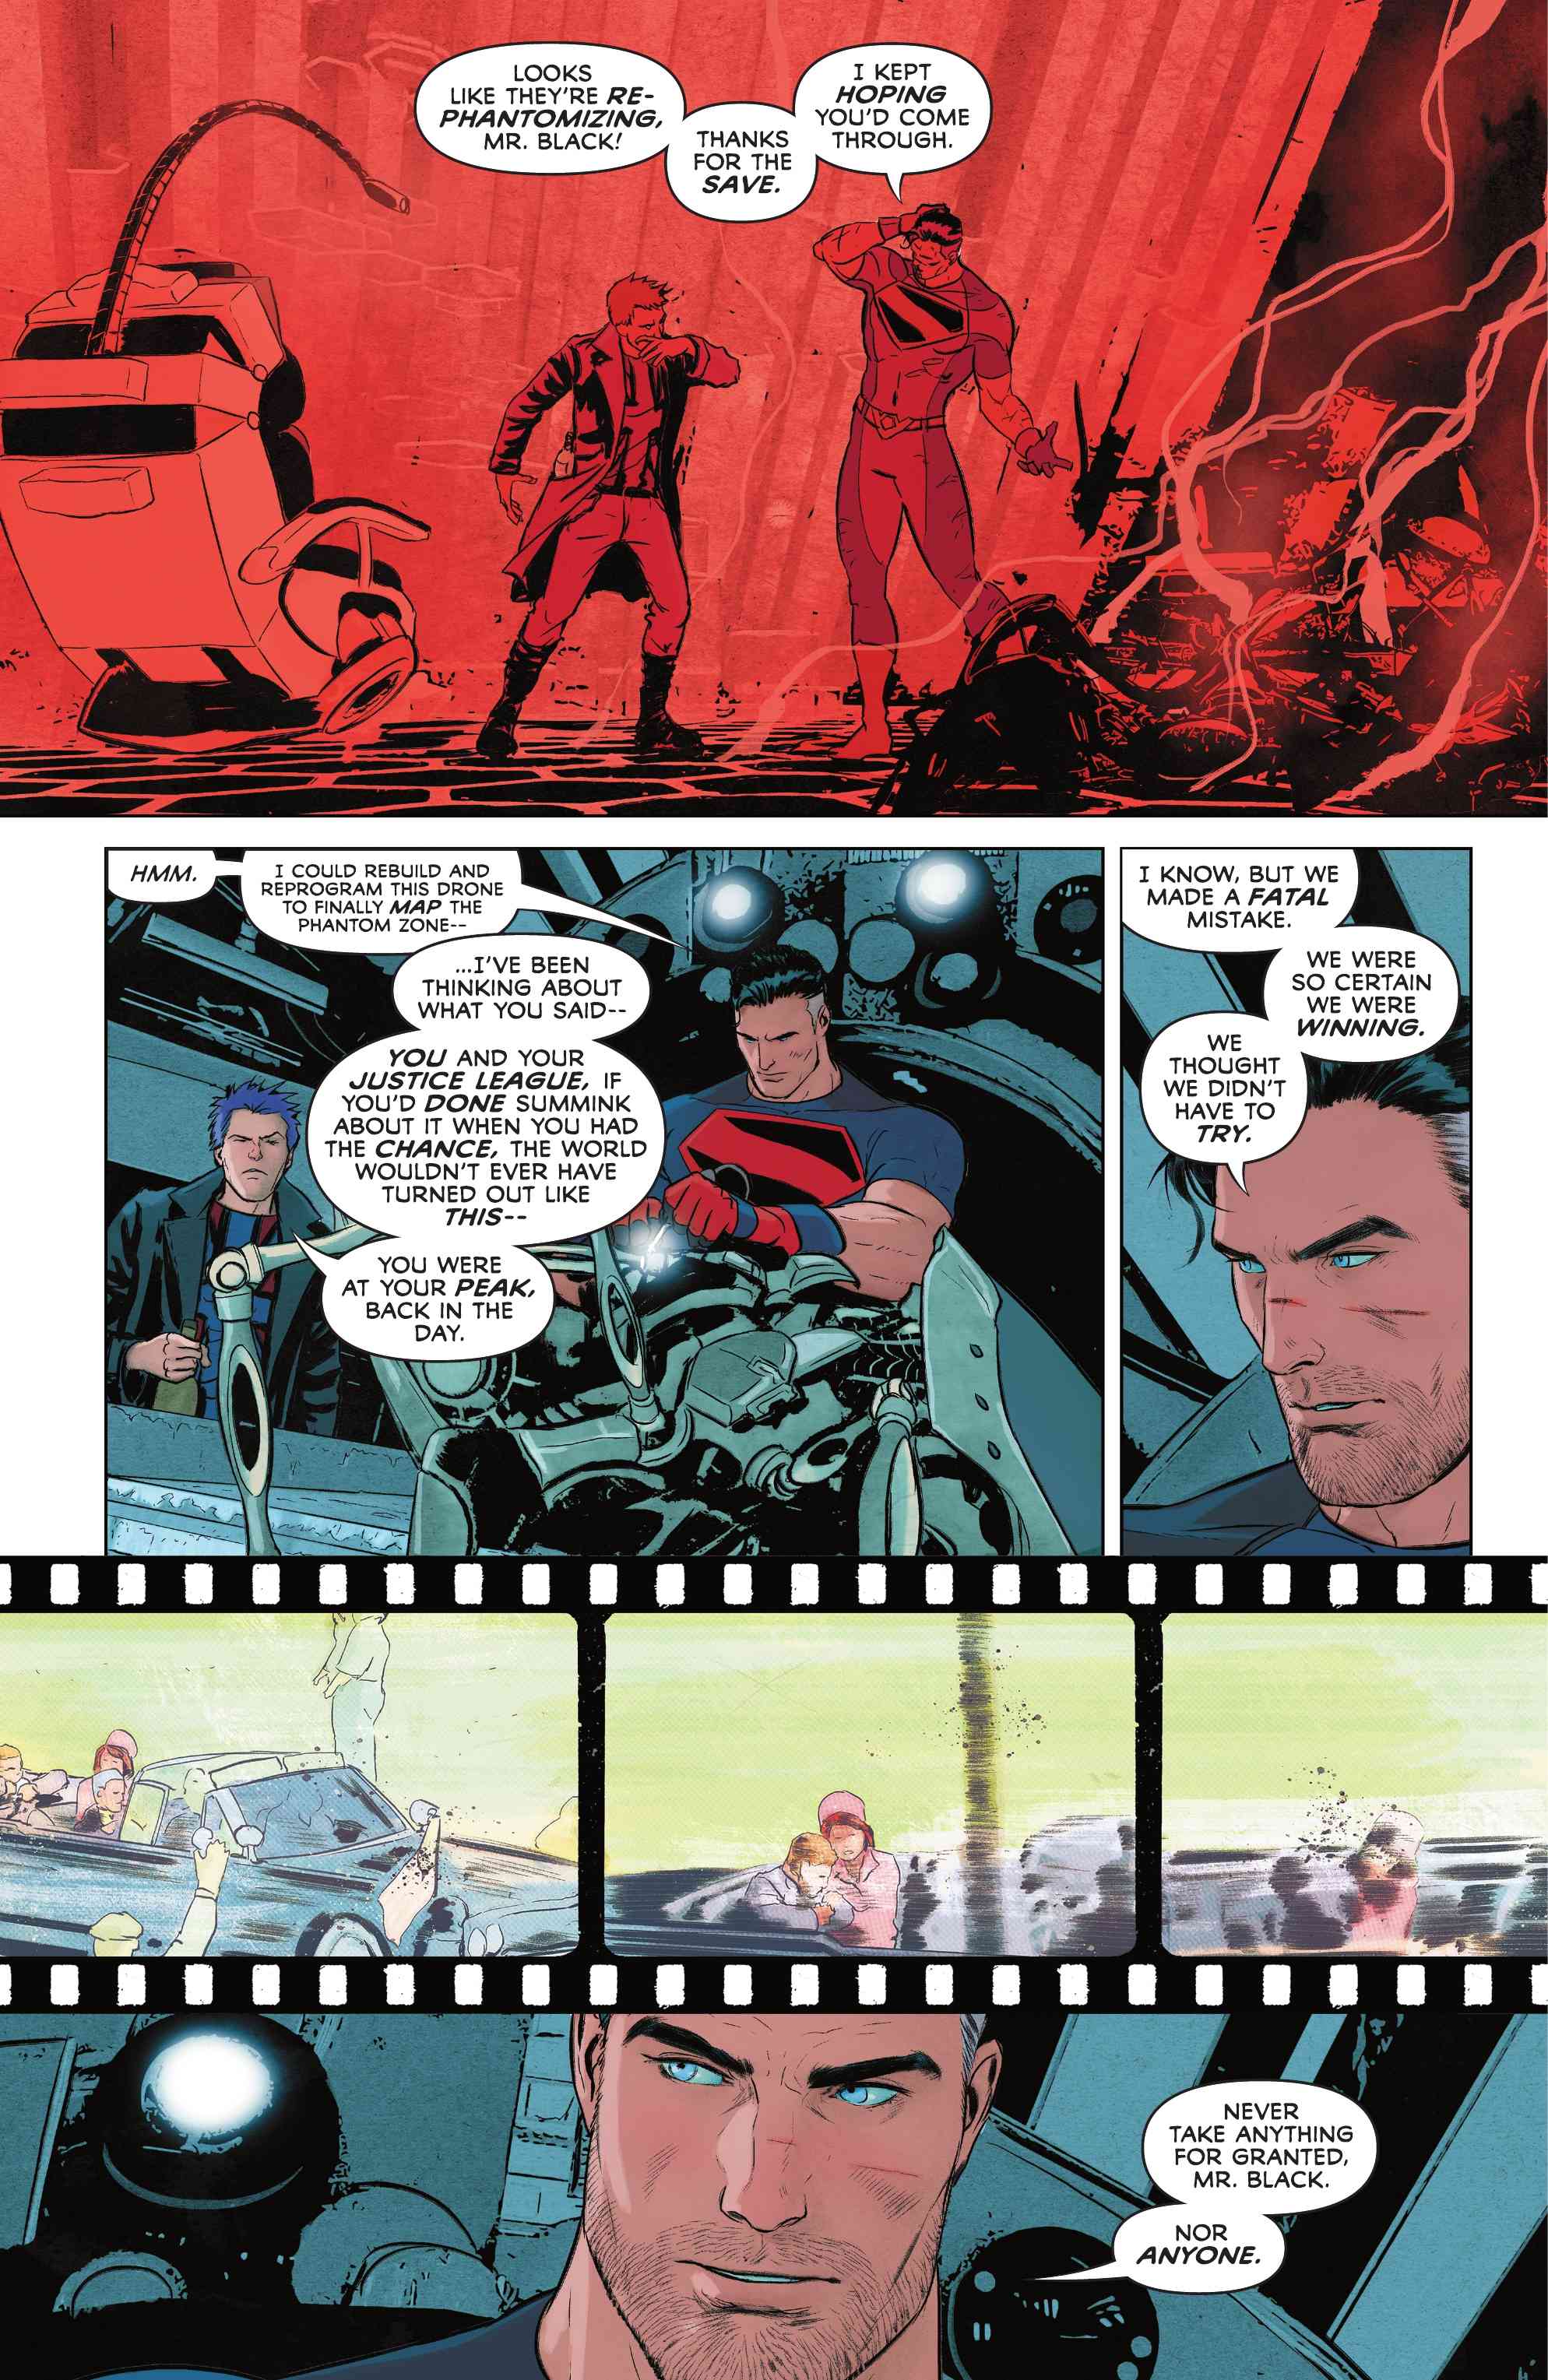 LOOKS
LIKE THEY'RE RE-
PHANTOMIZING,
MR. BLACK!
THANKS
FOR THE
SAVE.
I KEPT
HOPING
YOU'D COME
THROUGH.
HMM.
I COULD REBUILD AND
REPROGRAM THIS DRONE
TO FINALLY MAP THE
PHANTOM ZONE--
...I'VE BEEN
THINKING ABOUT
WHAT YOU SAID--
YOU AND YOUR
JUSTICE LEAGUE, IF
YOU'D DONE SUMMINK
ABOUT IT WHEN YOU HAD
THE CHANCE, THE WORLD
WOULDN'T EVER HAVE
TURNED OUT LIKE
THIS--
YOU WERE
AT YOUR PEAK,
BACK IN THE
DAY.
I KNOW, BUT WE
MADE A FATAL
MISTAKE.
WE WERE
SO CERTAIN
WE WERE
WINNING.
WE
THOUGHT
WE DIDN'T
HAVE TO
TRY.
NEVER
TAKE ANYTHING
FOR GRANTED,
MR. BLACK.
NOR
ANYONE.